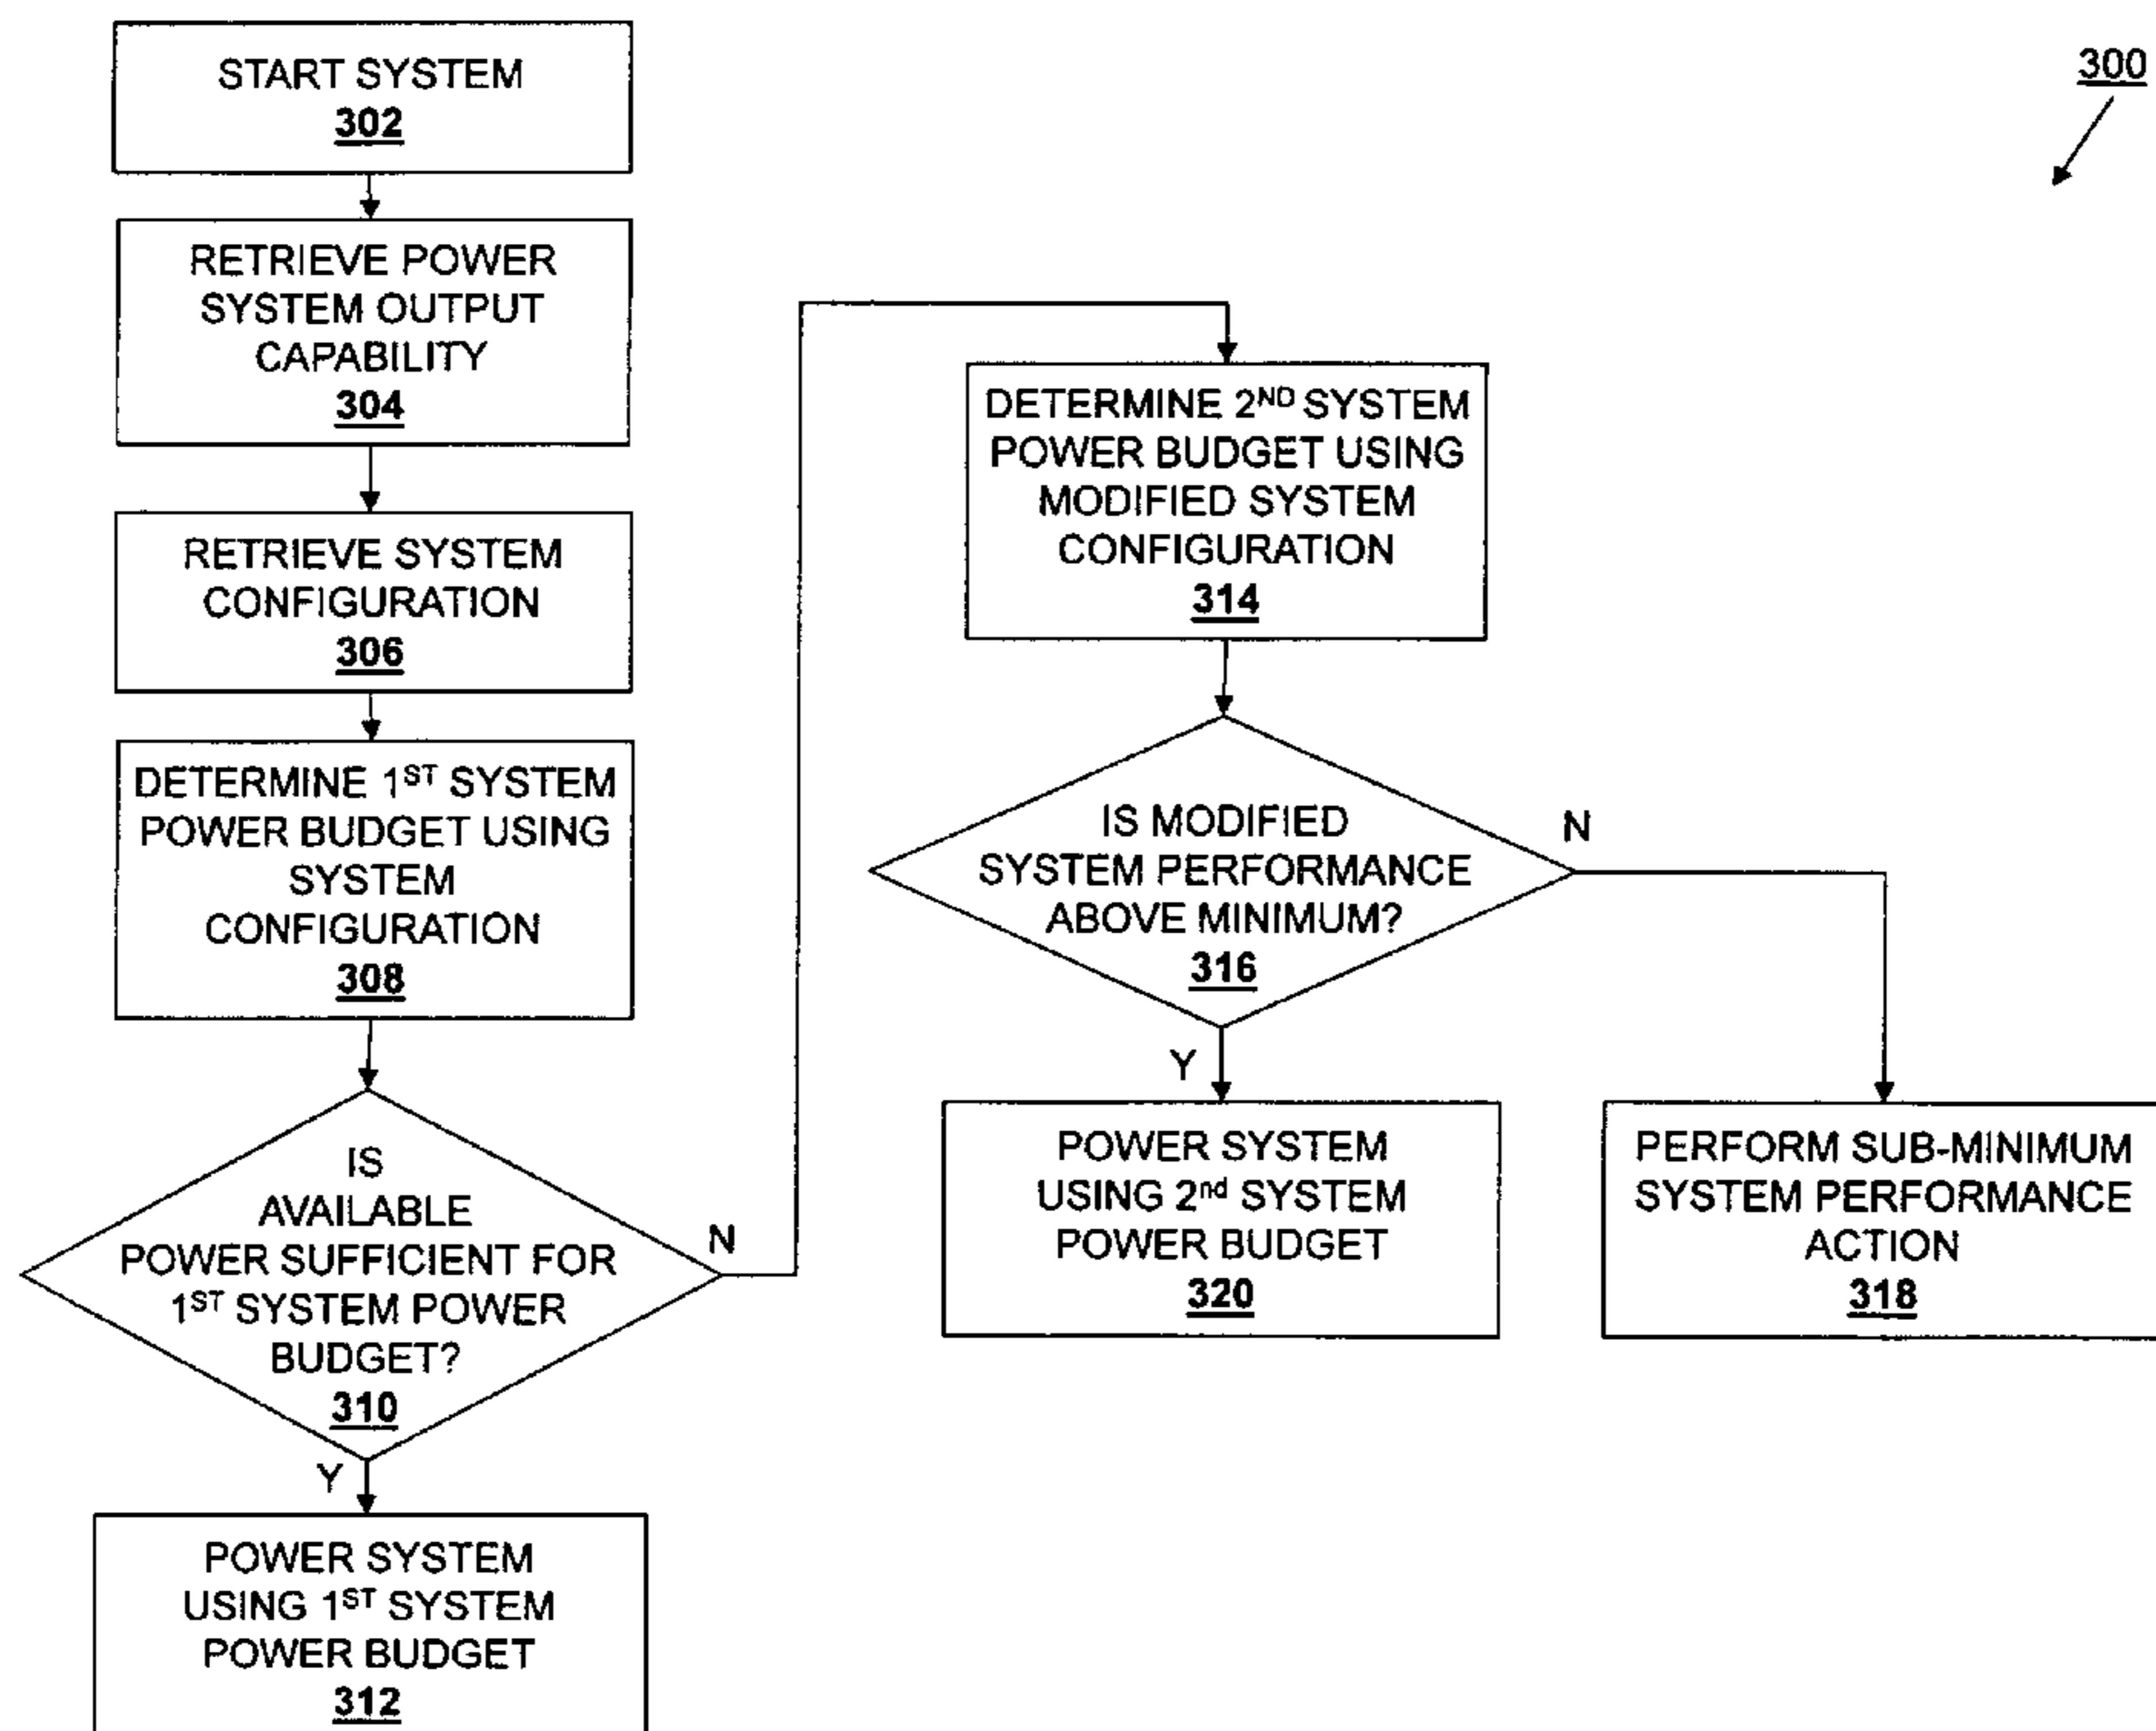 START SYSTEM
302
RETRIEVE POWER
SYSTEM OUTPUT
CAPABILITY
304
RETRIEVE SYSTEM
CONFIGURATION
306
DETERMINE 1ST SYSTEM
POWER BUDGET USING
SYSTEM
CONFIGURATION
308
IS
AVAILABLE
POWER SUFFICIENT FOR
1ST SYSTEM POWER
BUDGET?
310
N
Y
POWER SYSTEM
USING 1ST SYSTEM
POWER BUDGET
312
DETERMINE 2ND SYSTEM
POWER BUDGET USING
MODIFIED SYSTEM
CONFIGURATION
314
IS MODIFIED
SYSTEM PERFORMANCE
ABOVE MINIMUM?
316
N
Y
POWER SYSTEM
USING 2nd SYSTEM
POWER BUDGET
320
PERFORM SUB-MINIMUM
SYSTEM PERFORMANCE
ACTION
318
300